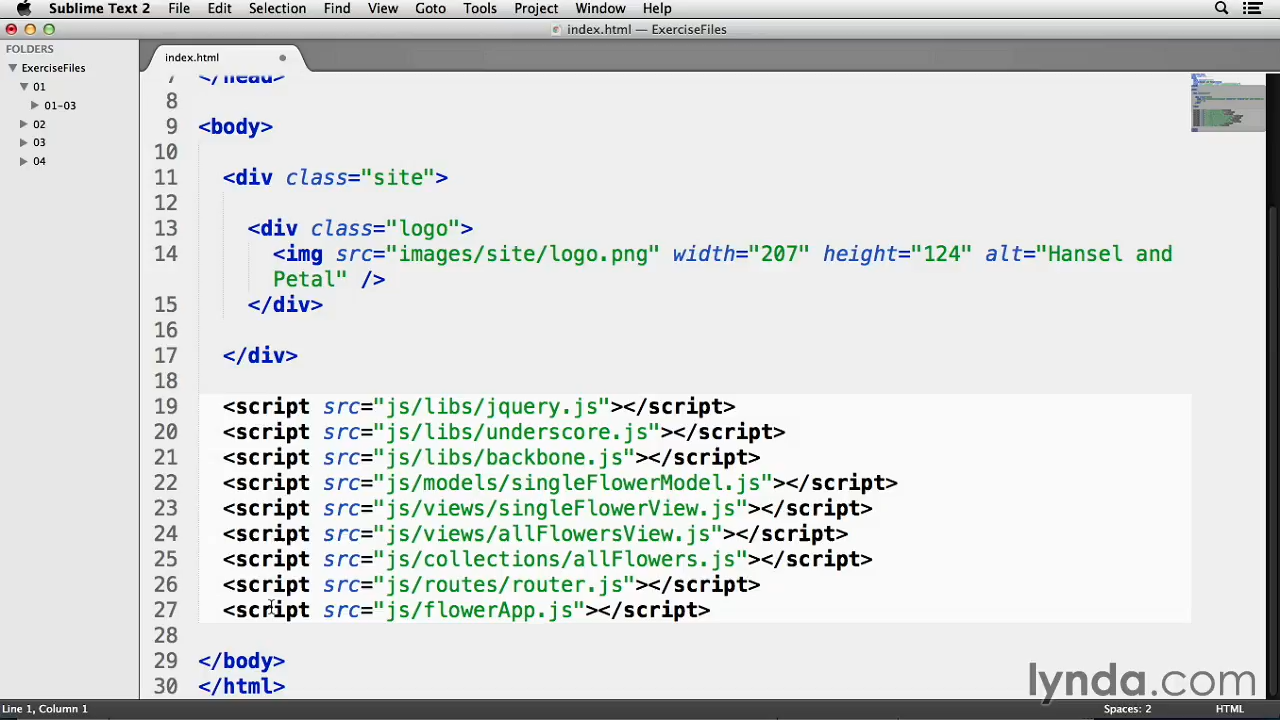 Sublime Text 2 File Edit Selection Find View Goto Tools Project Window Help
index.html — ExerciseFiles
FOLDERS
ExerciseFiles
01
01-03
02
03
04
index.html
7 </head>
8
9 <body>
10
11 <div class="site">
12
13 <div class="logo">
14 <img src="images/site/logo.png" width="207" height="124" alt="Hansel and
Petal" />
15 </div>
16
17 </div>
18
19 <script src="js/libs/jquery.js"></script>
20 <script src="js/libs/underscore.js"></script>
21 <script src="js/libs/backbone.js"></script>
22 <script src="js/models/singleFlowerModel.js"></script>
23 <script src="js/views/singleFlowerView.js"></script>
24 <script src="js/views/allFlowersView.js"></script>
25 <script src="js/collections/allFlowers.js"></script>
26 <script src="js/routes/router.js"></script>
27 <script src="js/flowerApp.js"></script>
28
29 </body>
30 </html>
lynda.com
Line 1, Column 1 Spaces: 2 HTML